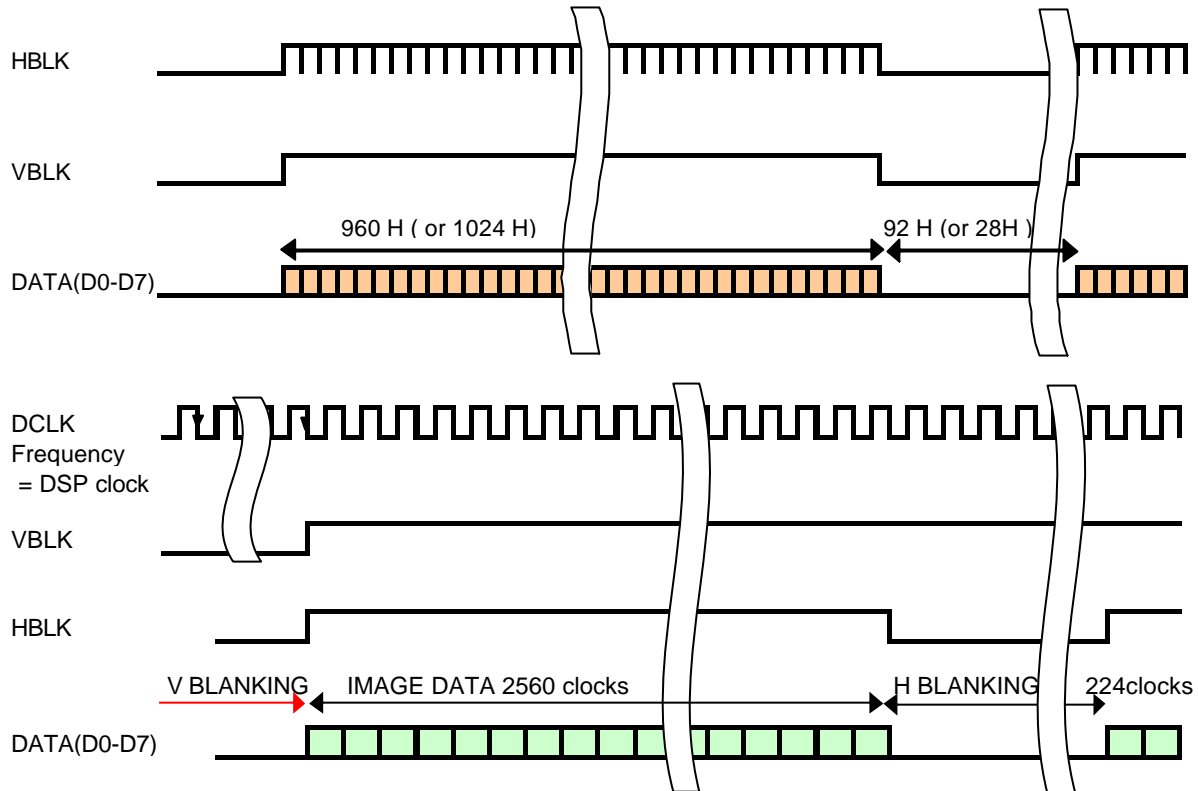 HBLK
VBLK
960 H ( or 1024 H)
92 H (or 28H )
DATA(D0-D7)
DCLK
Frequency
= DSP clock
VBLK
HBLK
V BLANKING
IMAGE DATA 2560 clocks
H BLANKING
224clocks
DATA(D0-D7)